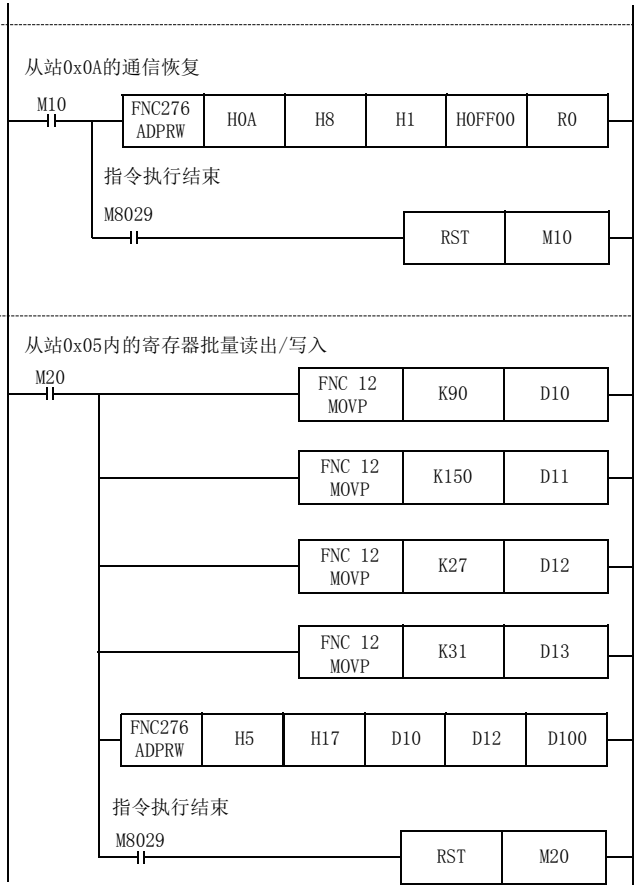 从站0x0A的通信恢复
M10
FNC276 ADPRW H0A H8 H1 H0FF00 R0
指令执行结束
M8029
RST M10
从站0x05内的寄存器批量读出/写入
M20
FNC 12 MOVP K90 D10
FNC 12 MOVP K150 D11
FNC 12 MOVP K27 D12
FNC 12 MOVP K31 D13
FNC276 ADPRW H5 H17 D10 D12 D100
指令执行结束
M8029
RST M20